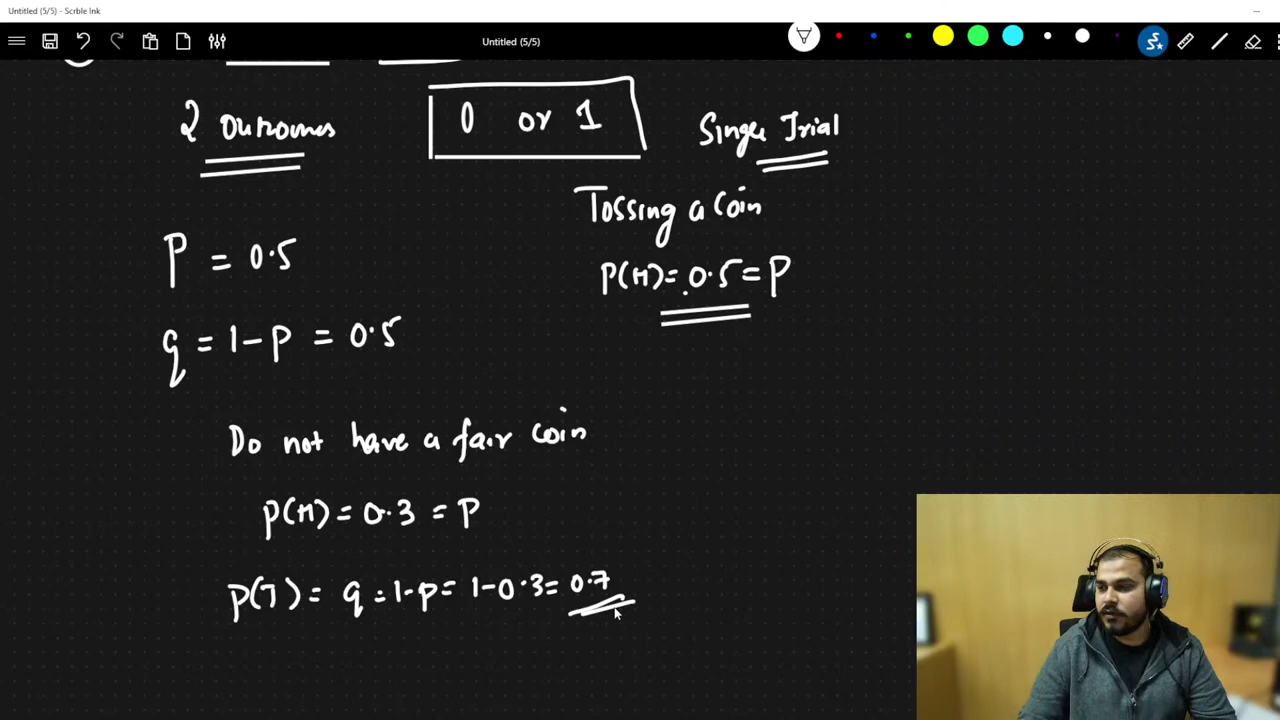 Untitled (5/5) - Scrble Ink
Untitled (5/5)
2 Outcomes
0 or 1
Single Trial
Tossing a Coin
P(H) = 0.5 = P
P = 0.5
q = 1-P = 0.5
Do not have a fair coin
P(H) = 0.3 = P
P(T) = q = 1-P = 1-0.3 = 0.7